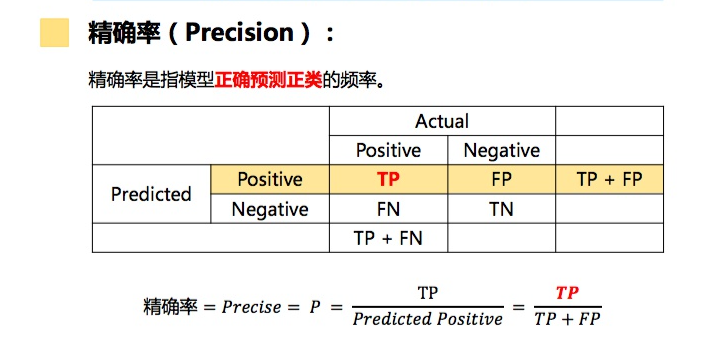 精确率（Precision）：
精确率是指模型正确预测正类的频率。
Actual
Positive Negative
Predicted Positive TP FP TP + FP
Negative FN TN
TP + FN
精确率 = Precise = P = TP / Predicted Positive = TP / TP + FP